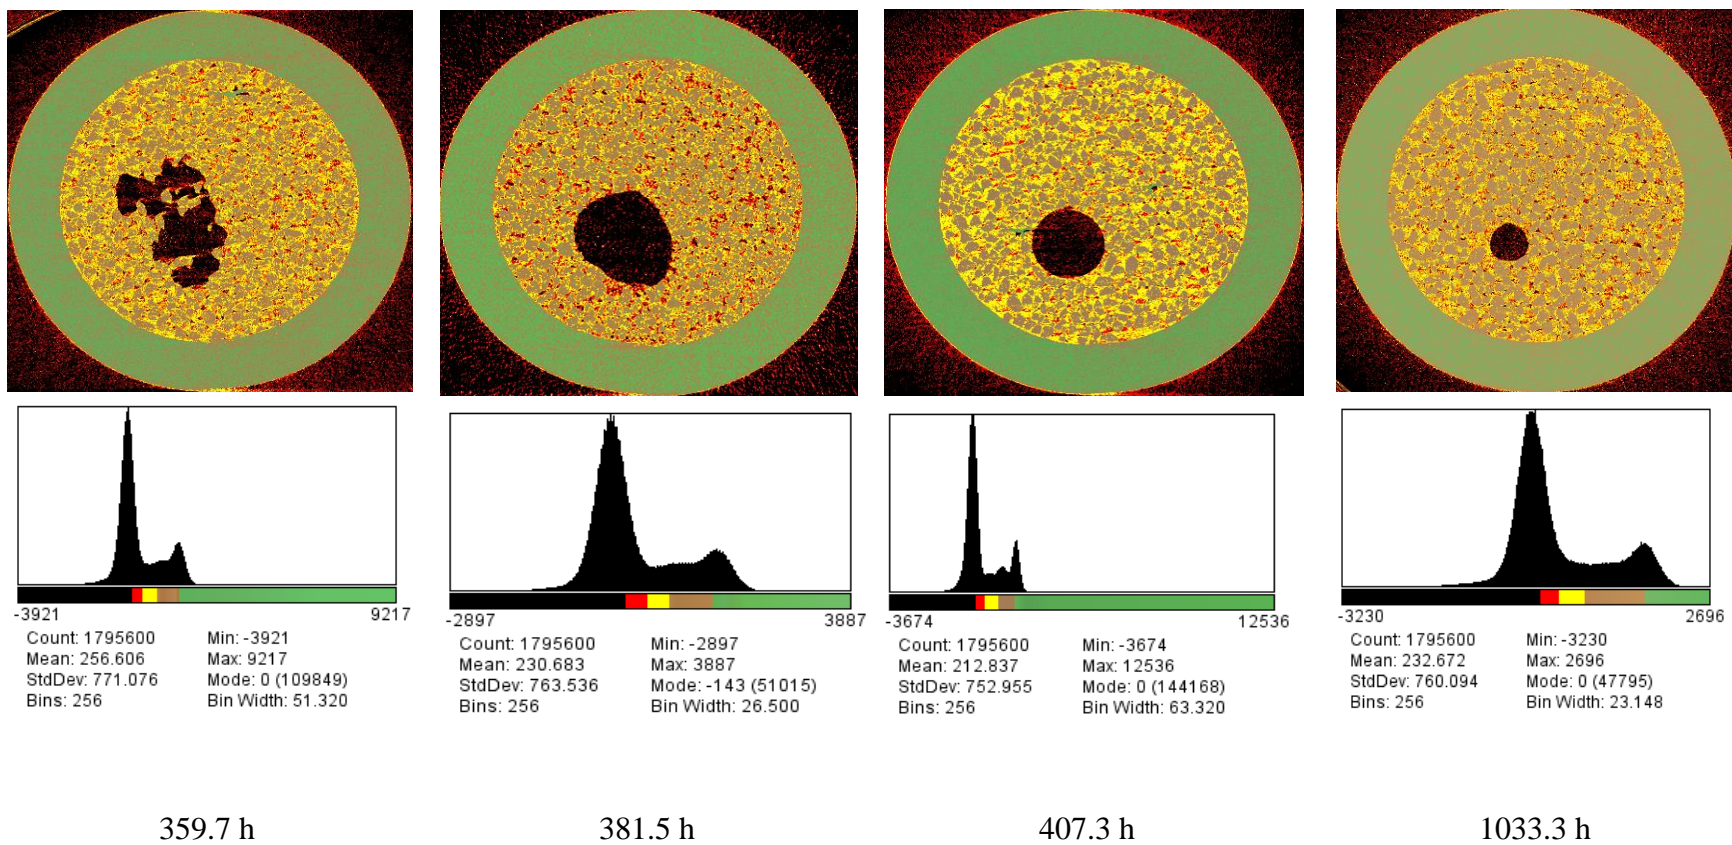 -3921 9217
Count: 1795600 Min: -3921
Mean: 256.606 Max: 9217
StdDev: 771.076 Mode: 0 (109849)
Bins: 256 Bin Width: 51.320
-2897 3887
Count: 1795600 Min: -2897
Mean: 230.683 Max: 3887
StdDev: 763.536 Mode: -143 (51015)
Bins: 256 Bin Width: 26.500
-3674 12536
Count: 1795600 Min: -3674
Mean: 212.837 Max: 12536
StdDev: 752.955 Mode: 0 (144168)
Bins: 256 Bin Width: 63.320
-3230 2696
Count: 1795600 Min: -3230
Mean: 232.672 Max: 2696
StdDev: 760.094 Mode: 0 (47795)
Bins: 256 Bin Width: 23.148
359.7 h 381.5 h 407.3 h 1033.3 h